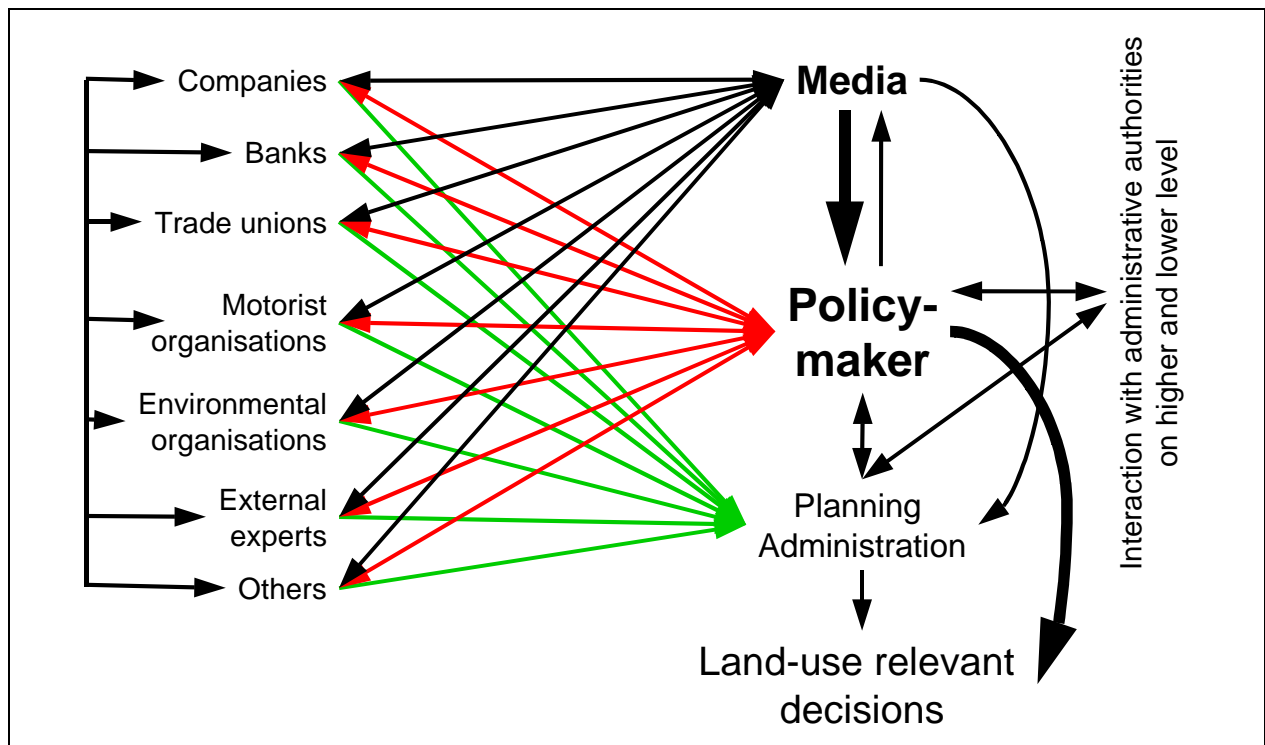 Companies
Banks
Trade unions
Motorist
organisations
Environmental
organisations
External
experts
Others
Media
Policy-
maker
Planning
Administration
Land-use relevant
decisions
Interaction with administrative authorities
on higher and lower level